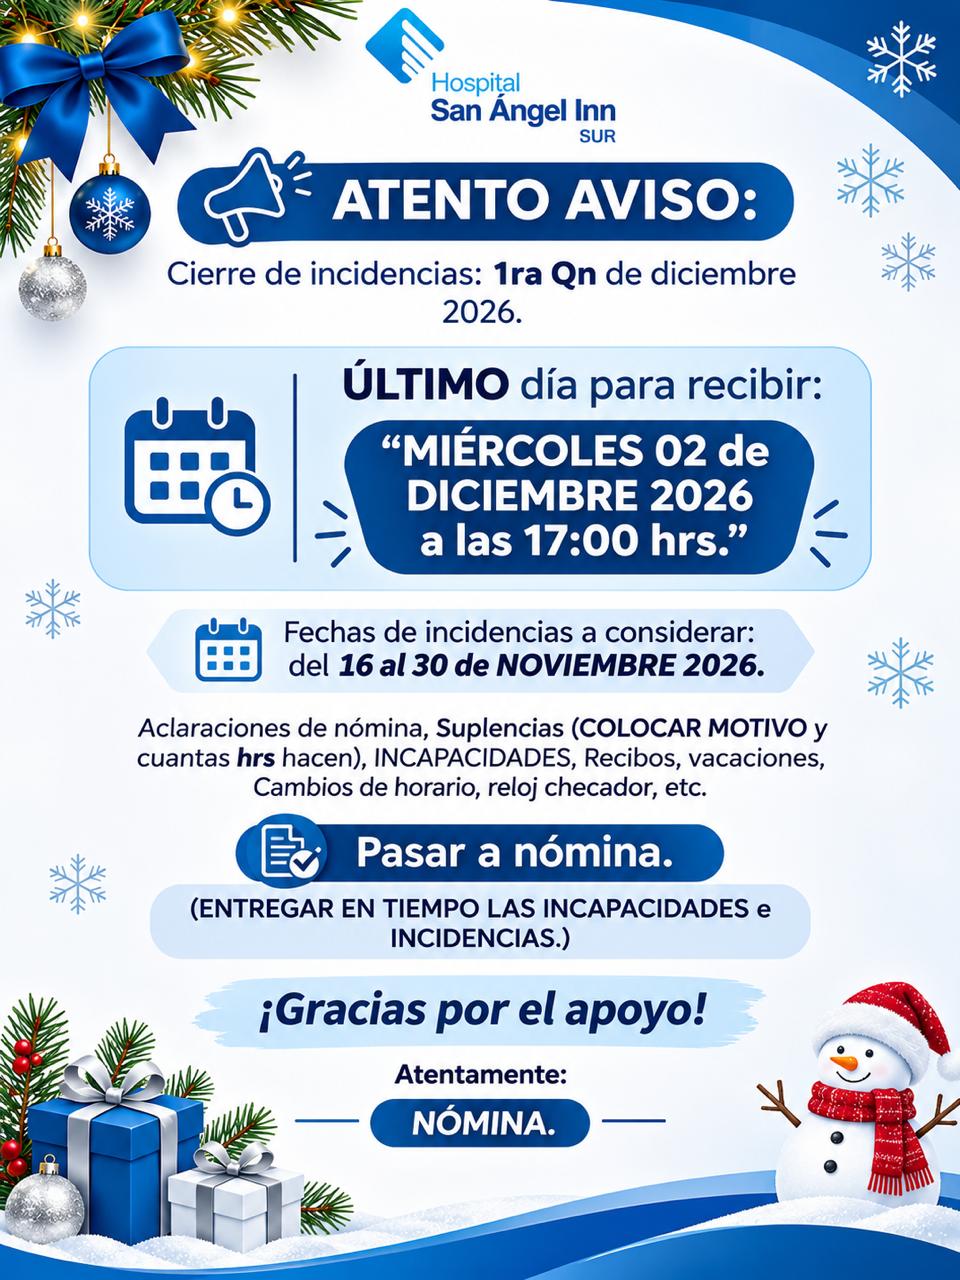 Hospital
San Ángel Inn
SUR
ATENTO AVISO:
Cierre de incidencias: 1ra Qn de diciembre
2026.
ÚLTIMO día para recibir:
“MIÉRCOLES 02 de
DICIEMBRE 2026
a las 17:00 hrs.”
Fechas de incidencias a considerar:
del 16 al 30 de NOVIEMBRE 2026.
Aclaraciones de nómina, Suplencias (COLOCAR MOTIVO y
cuantas hrs hacen), INCAPACIDADES, Recibos, vacaciones,
Cambios de horario, reloj checador, etc.
Pasar a nómina.
(ENTREGAR EN TIEMPO LAS INCAPACIDADES e
INCIDENCIAS.)
¡Gracias por el apoyo!
Atentamente:
NÓMINA.